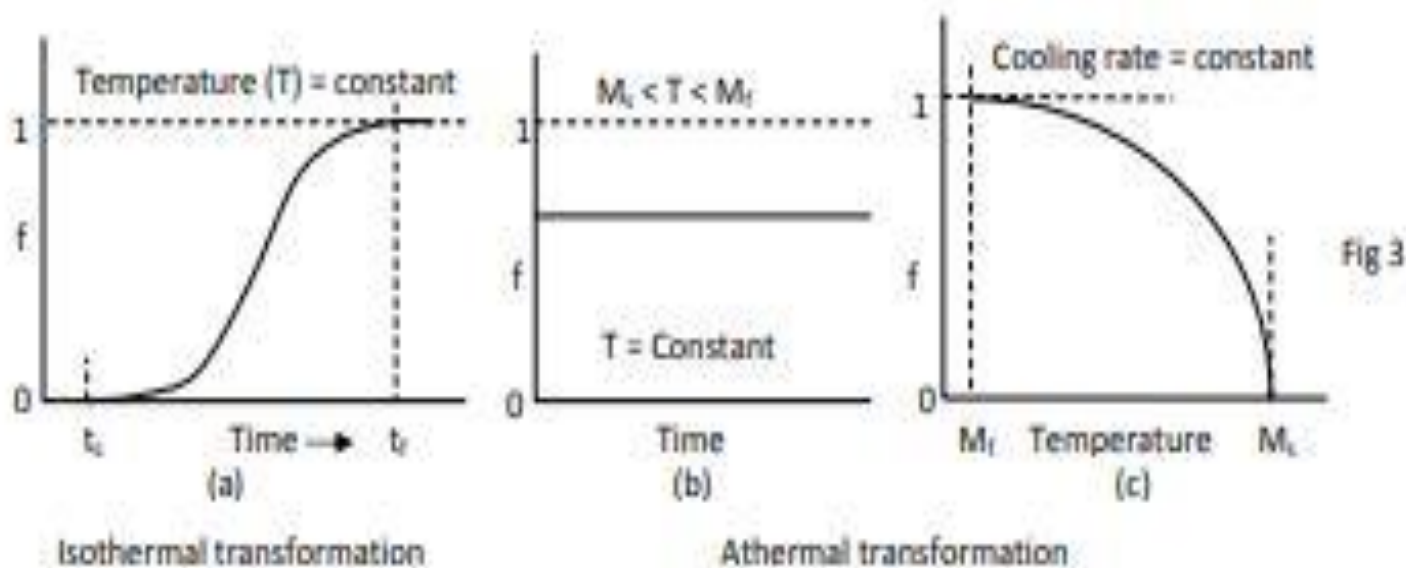 Temperature (T) = constant
1
f
0
tₛ Time → t_f
(a)
Isothermal transformation
Mₛ < T < M_f
1
f
T = Constant
0
Time
(b)
Cooling rate = constant
1
f
0
M_f Temperature Mₛ
(c)
Athermal transformation
Fig 3